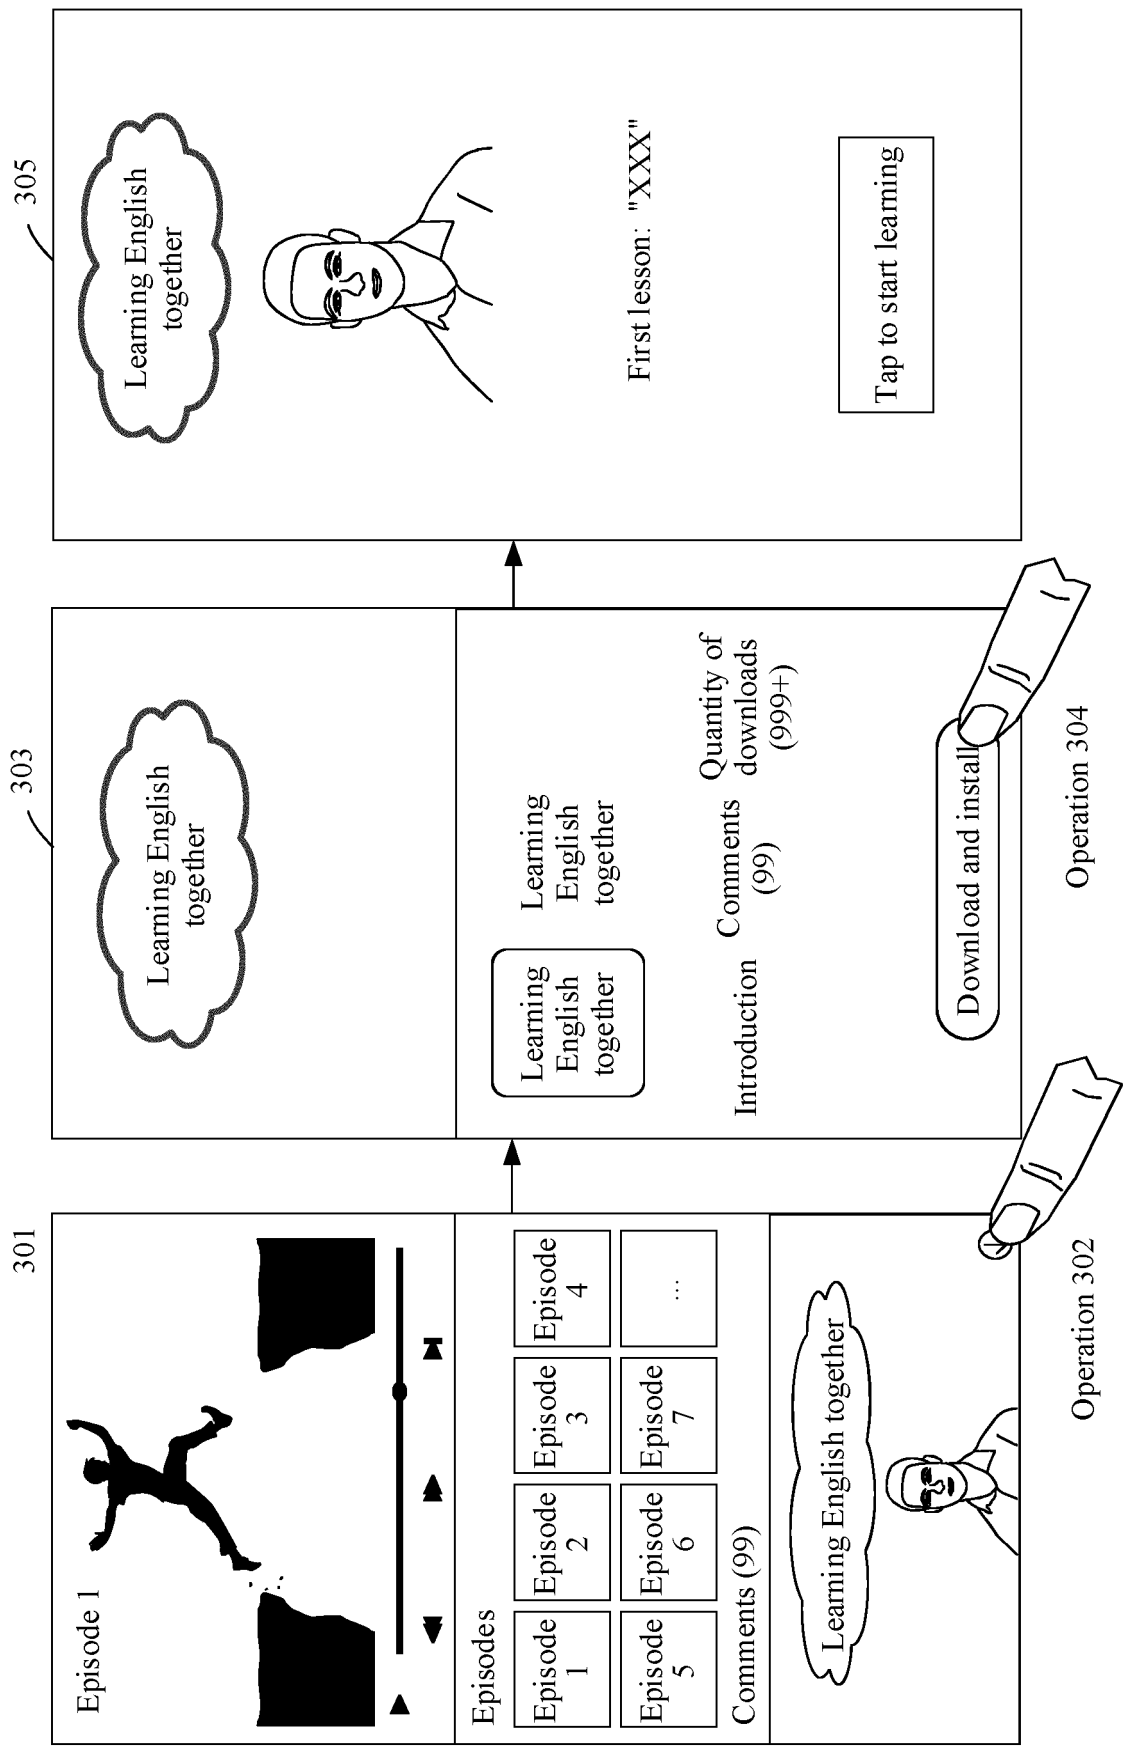 301
Episode 1
Episodes
Episode
1
Episode
2
Episode
3
Episode
4
Episode
5
Episode
6
Episode
7
...
Comments (99)
Learning English together
Operation 302
303
Learning English
together
Learning
English
together
Learning
English
together
Introduction
Comments
(99)
Quantity of
downloads
(999+)
Download and install
Operation 304
305
Learning English
together
First lesson: "XXX"
Tap to start learning